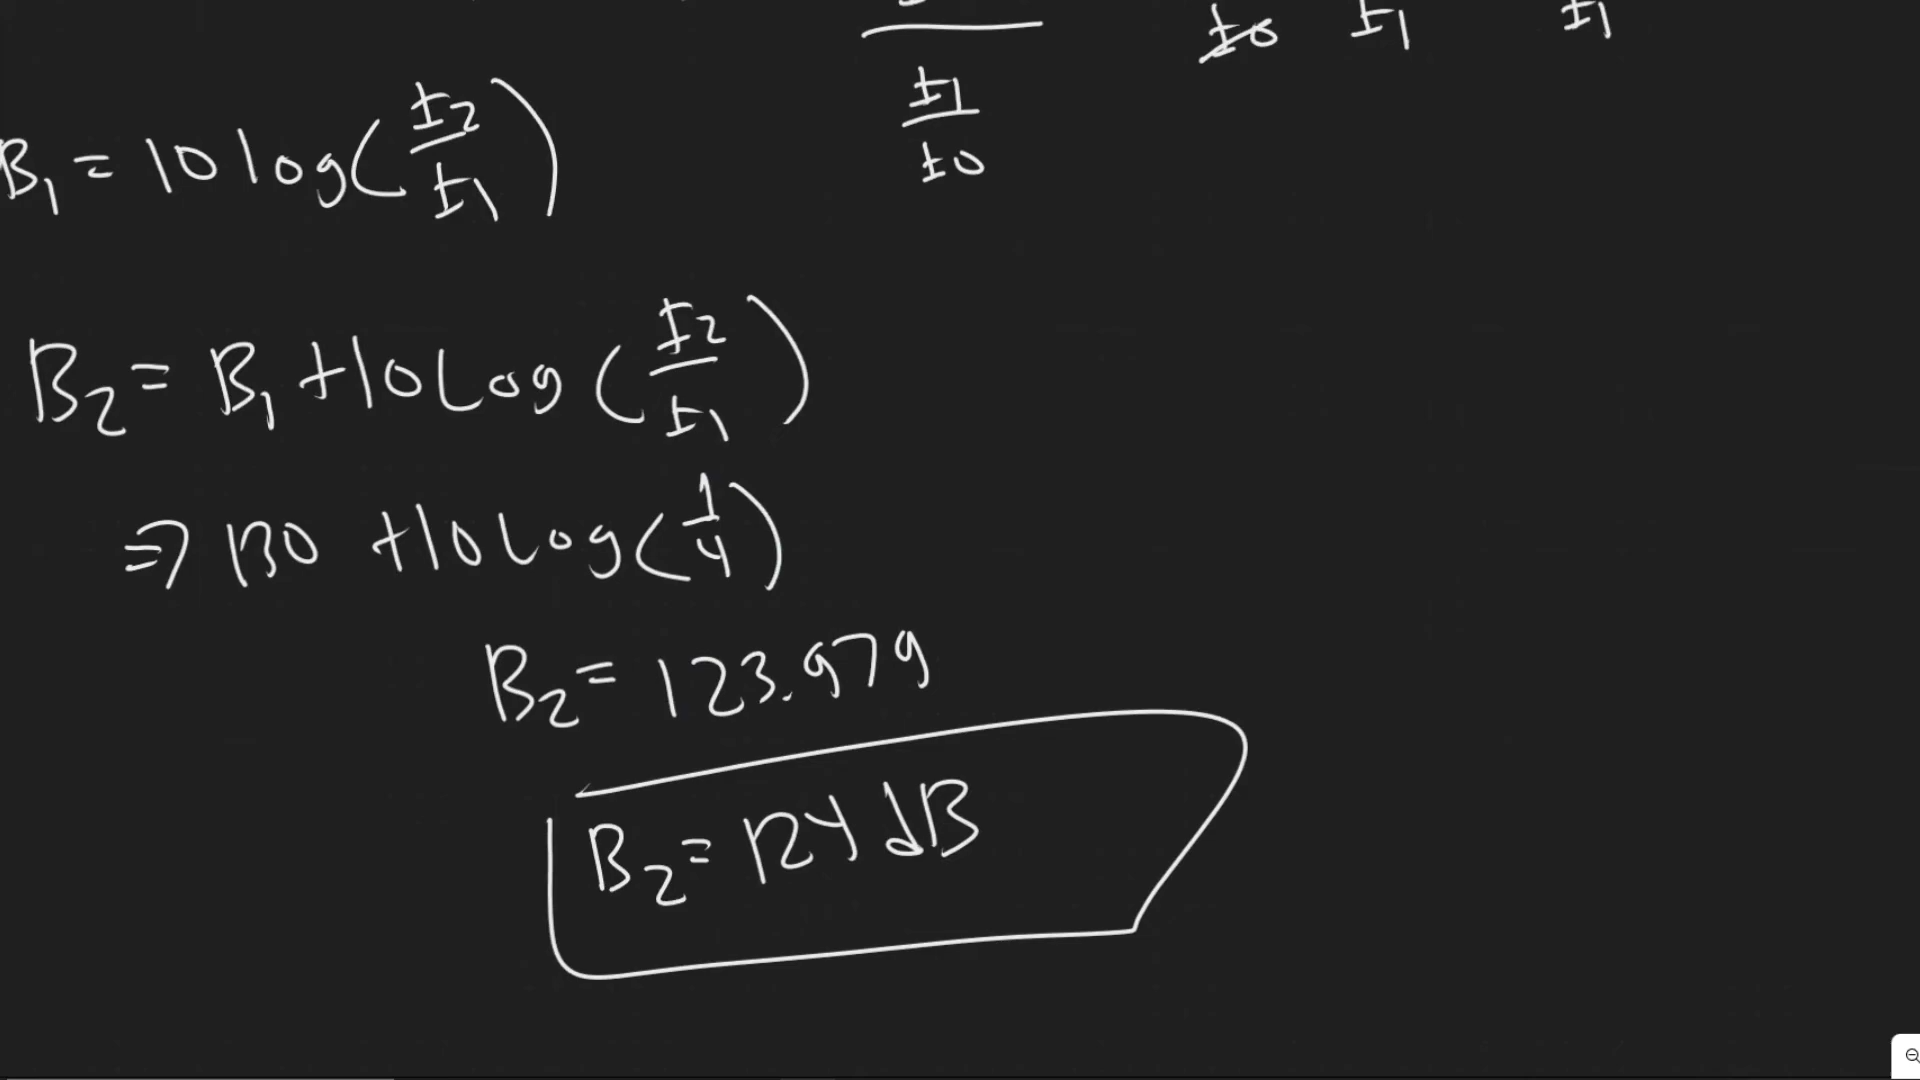 I0 I1 I1
I1
I0
B1 = 10 log(I2/I1)
B2 = B1 + 10 Log (I2/I1)
⇒ 130 + 10 Log(1/4)
B2 = 123.979
B2 = 124 dB